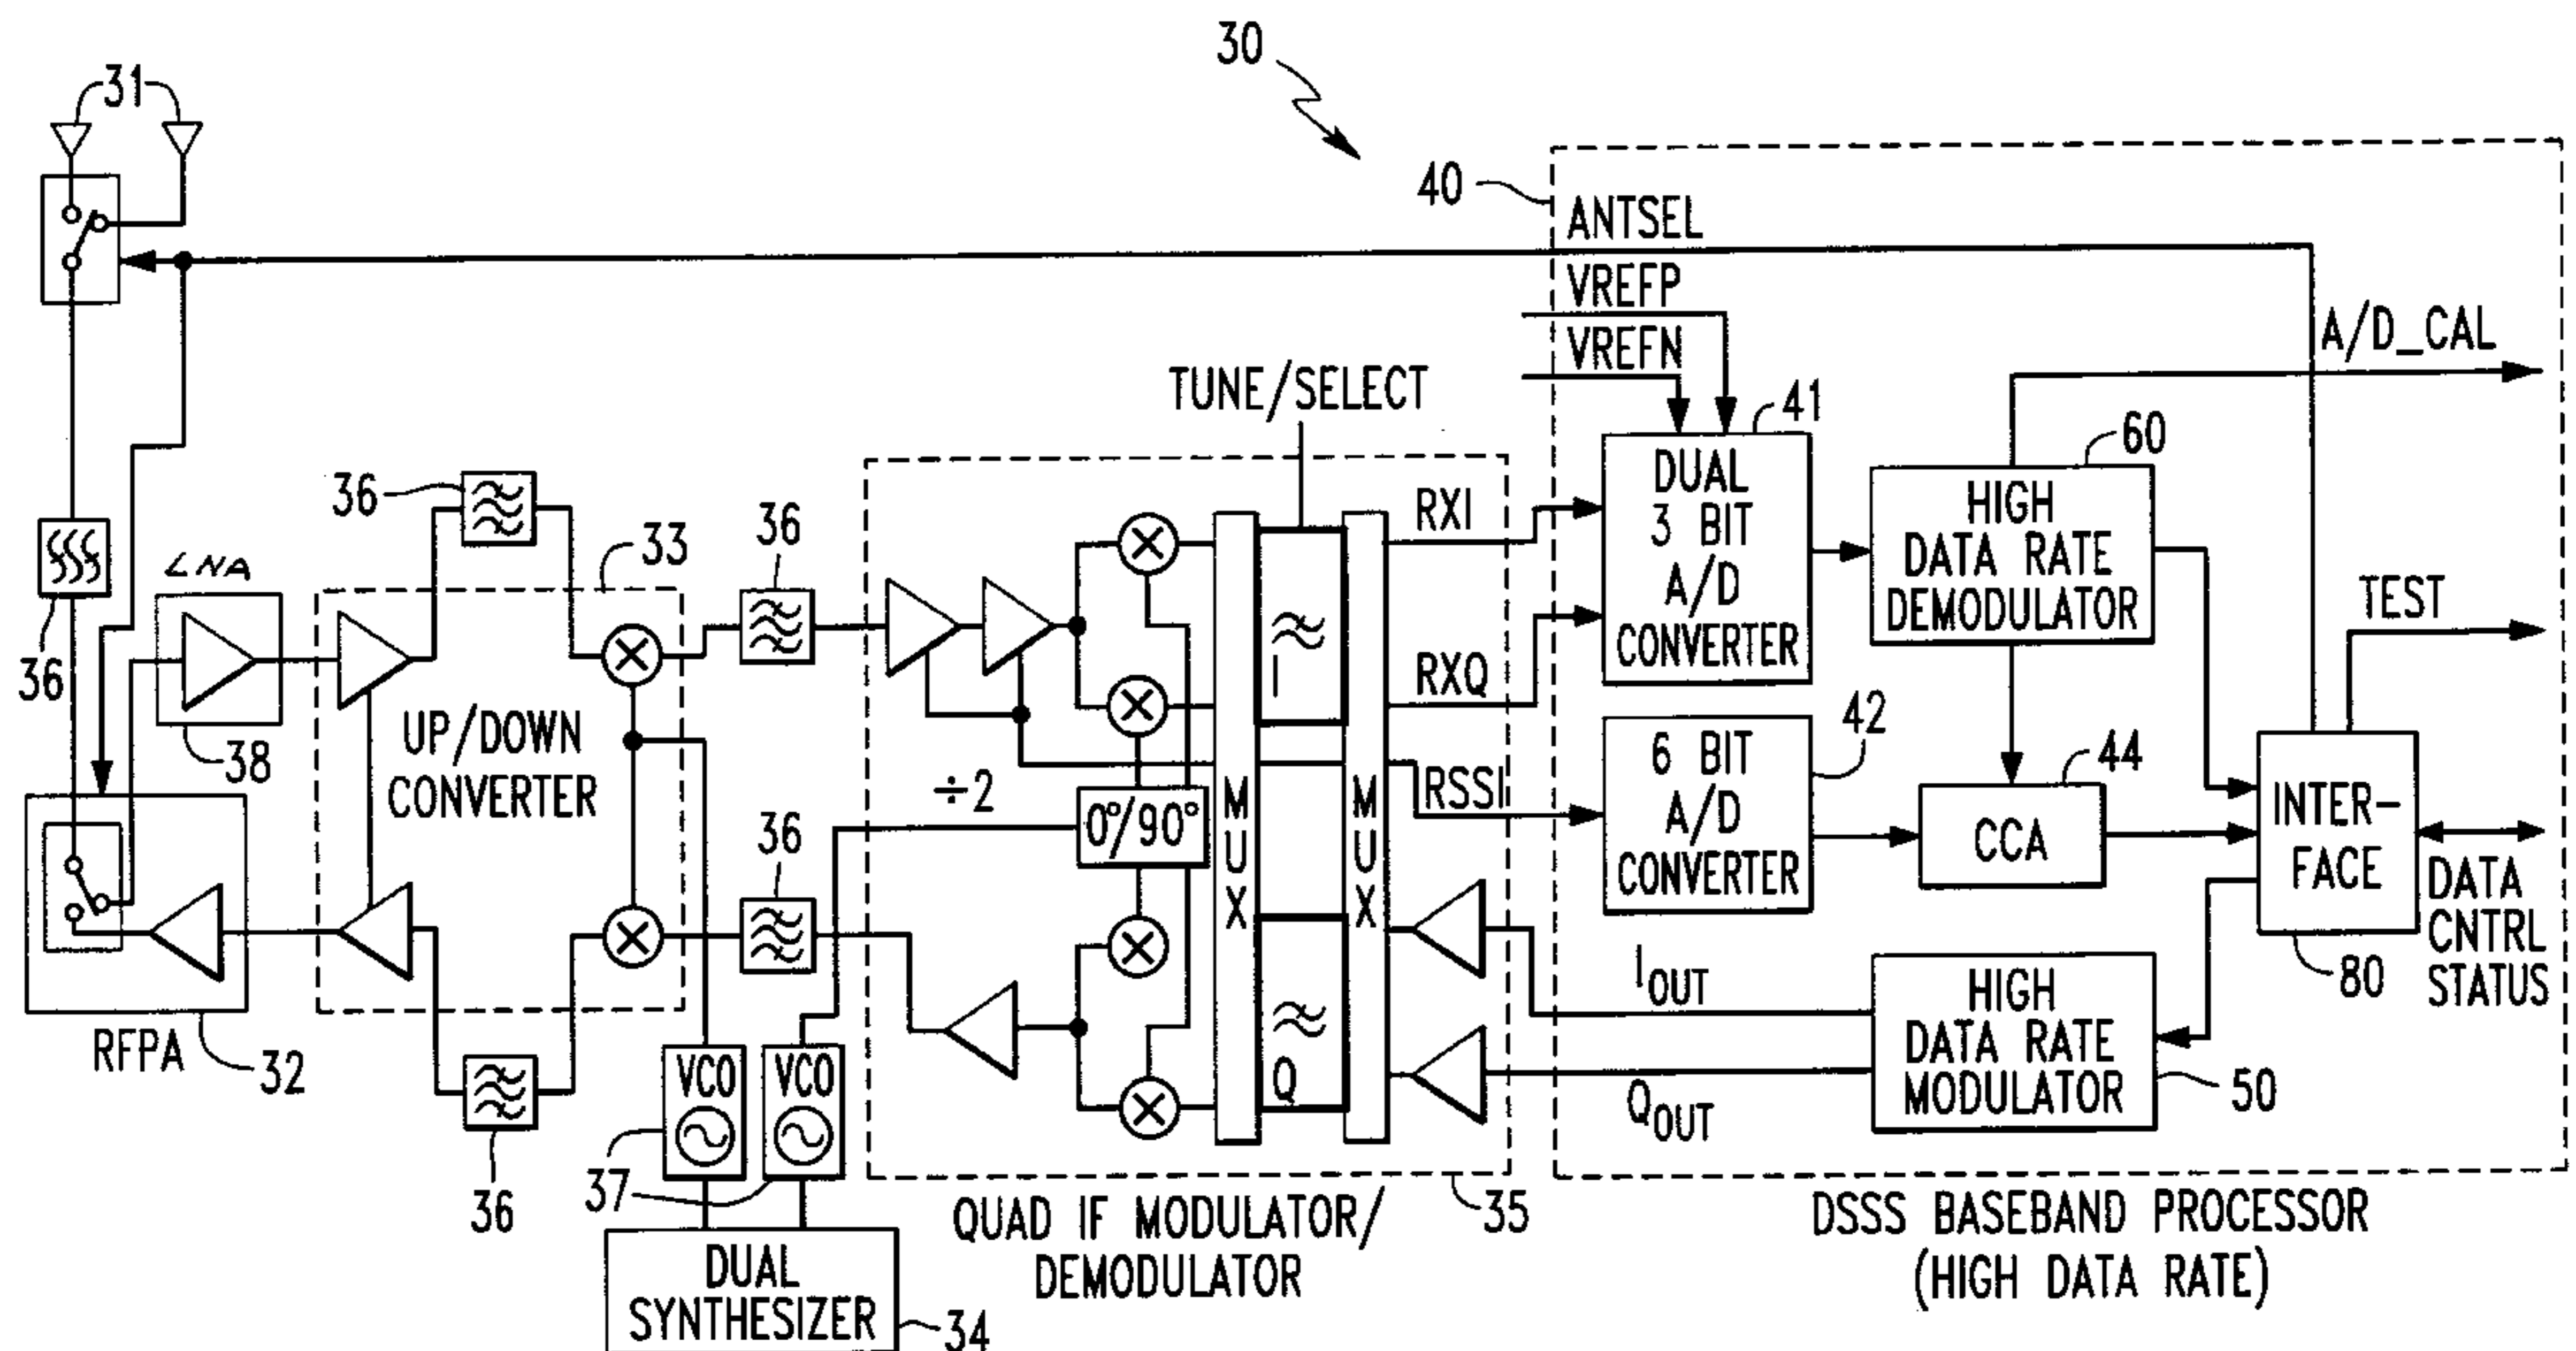 30
31
40
ANTSEL
VREFP
VREFN
A/D_CAL
TUNE/SELECT
41
DUAL
3 BIT
A/D
CONVERTER
60
HIGH
DATA RATE
DEMODULATOR
RXI
RXQ
36
33
36
36
LNA
38
UP/DOWN
CONVERTER
÷2
0°/90°
MUX
I
MUX
Q
RSSI
42
6 BIT
A/D
CONVERTER
44
CCA
TEST
INTER-
FACE
80
DATA
CNTRL
STATUS
36
RFPA
32
36
VCO
VCO
37
DUAL
SYNTHESIZER
34
QUAD IF MODULATOR/
DEMODULATOR
35
IOUT
QOUT
HIGH
DATA RATE
MODULATOR
50
DSSS BASEBAND PROCESSOR
(HIGH DATA RATE)